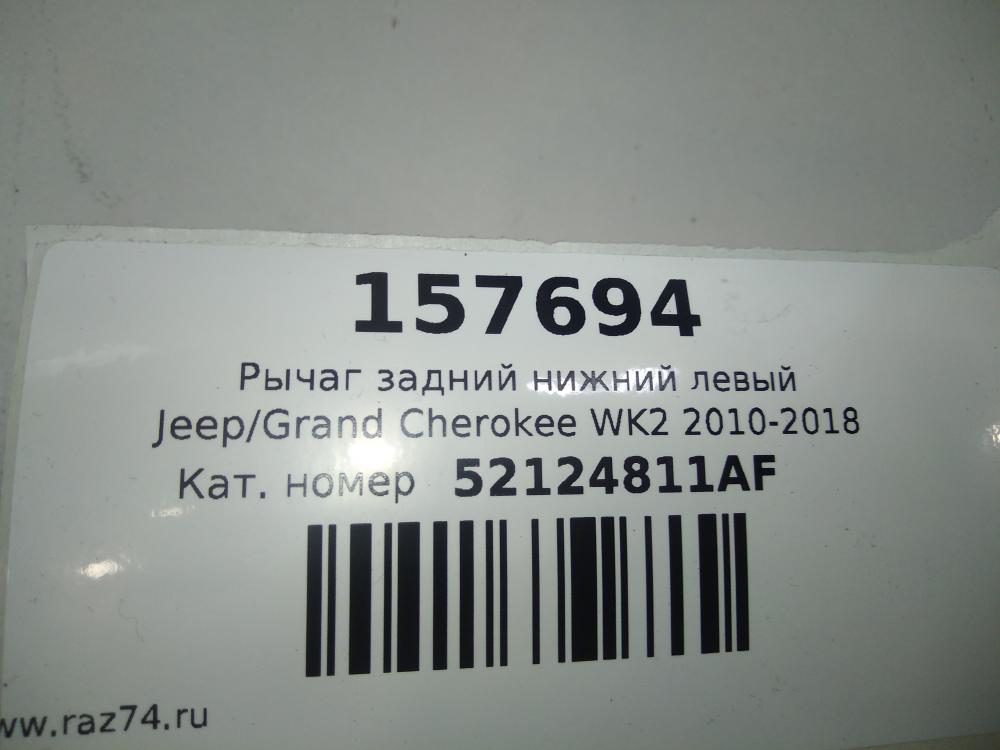 157694
Рычаг задний нижний левый
Jeep/Grand Cherokee WK2 2010-2018
Кат. номер 52124811AF
www.raz74.ru